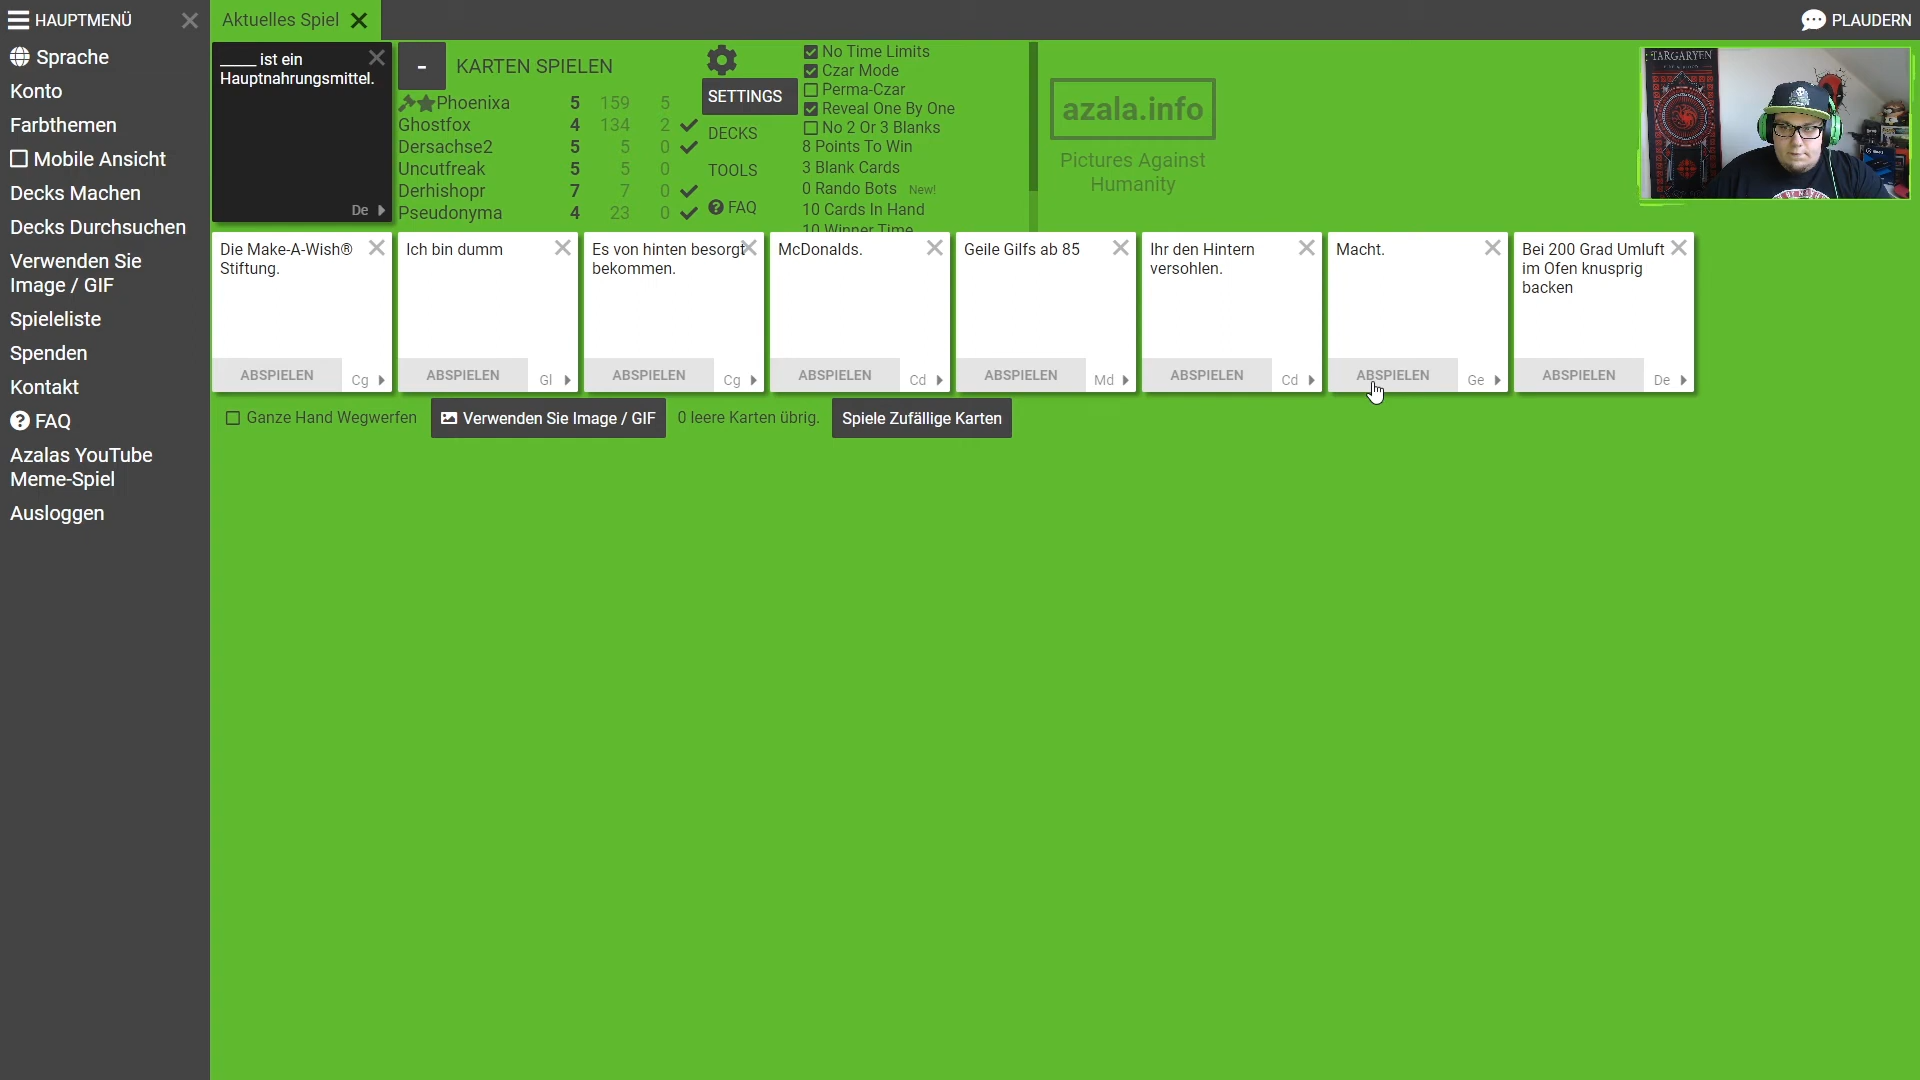 HAUPTMENÜ
Aktuelles Spiel
PLAUDERN
Sprache
Konto
Farbthemen
Mobile Ansicht
Decks Machen
Decks Durchsuchen
Verwenden Sie
Image / GIF
Spieleliste
Spenden
Kontakt
FAQ
Azalas YouTube
Meme-Spiel
Ausloggen
____ ist ein
Hauptnahrungsmittel.
De
-
KARTEN SPIELEN
Phoenixa 5 159 5
Ghostfox 4 134 2
Dersachse2 5 5 0
Uncutfreak 5 5 0
Derhishopr 7 7 0
Pseudonyma 4 23 0
SETTINGS
DECKS
TOOLS
FAQ
No Time Limits
Czar Mode
Perma-Czar
Reveal One By One
No 2 Or 3 Blanks
8 Points To Win
3 Blank Cards
0 Rando Bots New!
10 Cards In Hand
10 Winner Time
azala.info
Pictures Against
Humanity
TARGARYEN
Die Make-A-Wish®
Stiftung.
ABSPIELEN
Cg
Ich bin dumm
ABSPIELEN
Gl
Es von hinten besorgt
bekommen.
ABSPIELEN
Cg
McDonalds.
ABSPIELEN
Cd
Geile Gilfs ab 85
ABSPIELEN
Md
Ihr den Hintern
versohlen.
ABSPIELEN
Cd
Macht.
ABSPIELEN
Ge
Bei 200 Grad Umluft
im Ofen knusprig
backen
ABSPIELEN
De
Ganze Hand Wegwerfen
Verwenden Sie Image / GIF
0 leere Karten übrig.
Spiele Zufällige Karten